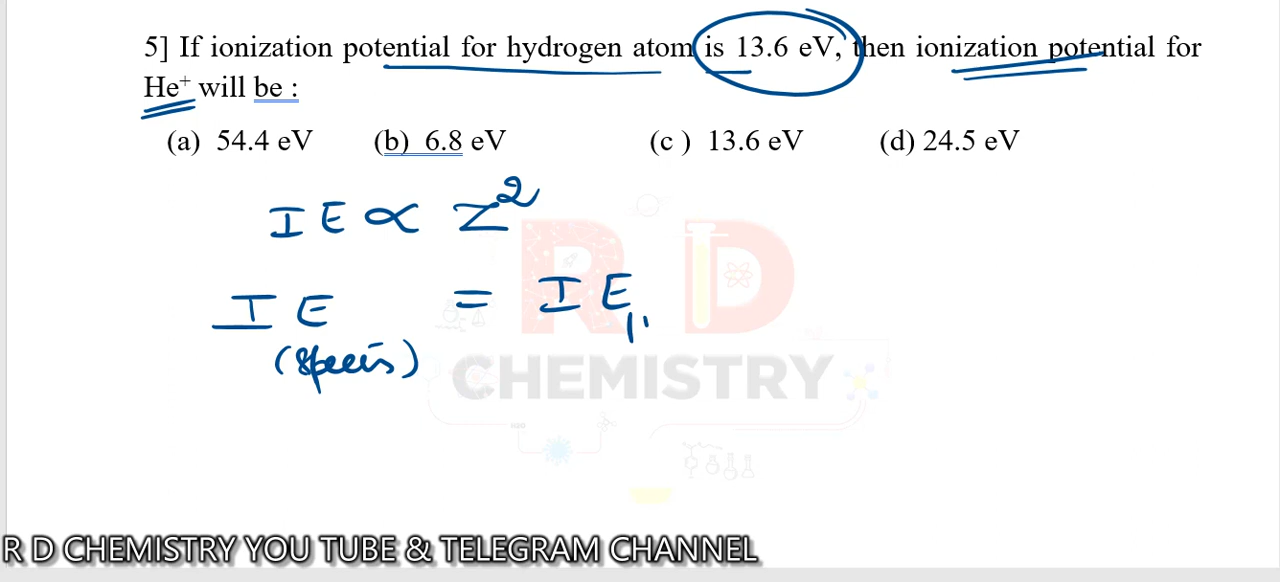 5] If ionization potential for hydrogen atom is 13.6 eV, then ionization potential for
He⁺ will be :
(a) 54.4 eV (b) 6.8 eV (c ) 13.6 eV (d) 24.5 eV
IE ∝ Z²
IE = IE
(Species)
R D
CHEMISTRY
R D CHEMISTRY YOU TUBE & TELEGRAM CHANNEL